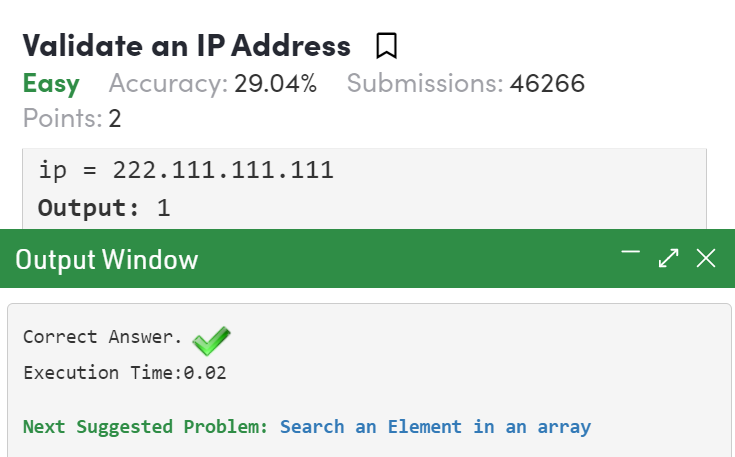 Validate an IP Address
Easy Accuracy: 29.04% Submissions: 46266
Points: 2
ip = 222.111.111.111
Output: 1
Output Window
Correct Answer.
Execution Time:0.02
Next Suggested Problem: Search an Element in an array